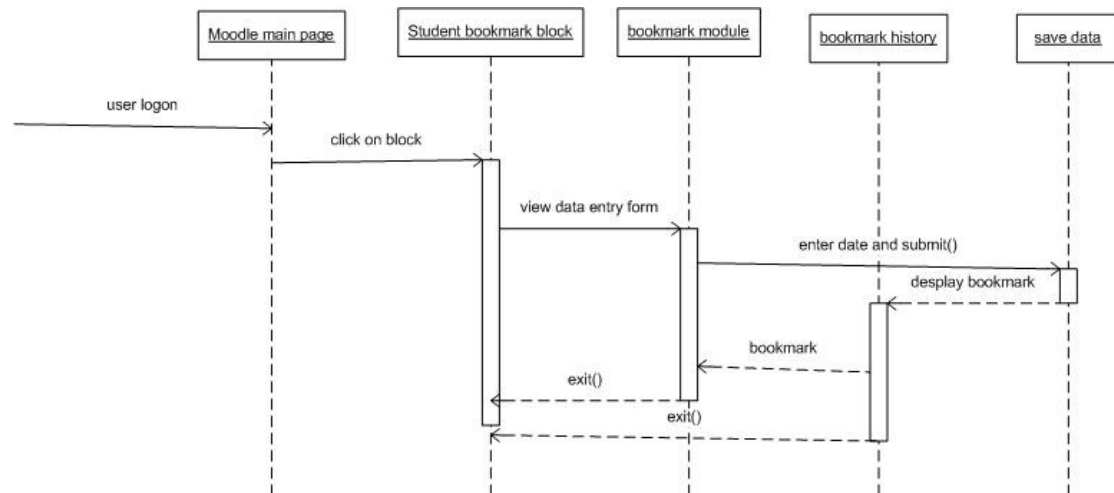 Moodle main page
Student bookmark block
bookmark module
bookmark history
save data
user logon
click on block
view data entry form
enter date and submit()
desplay bookmark
bookmark
exit()
exit()